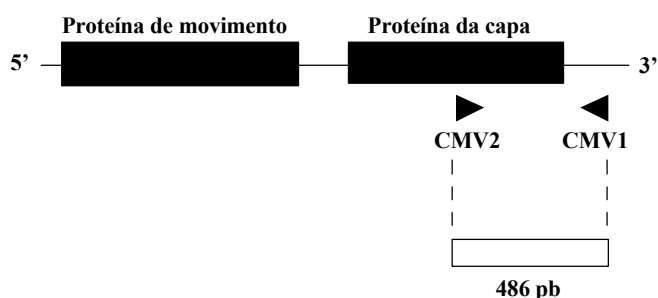 Proteína de movimento Proteína da capa
5’ 3’
CMV2 CMV1
486 pb